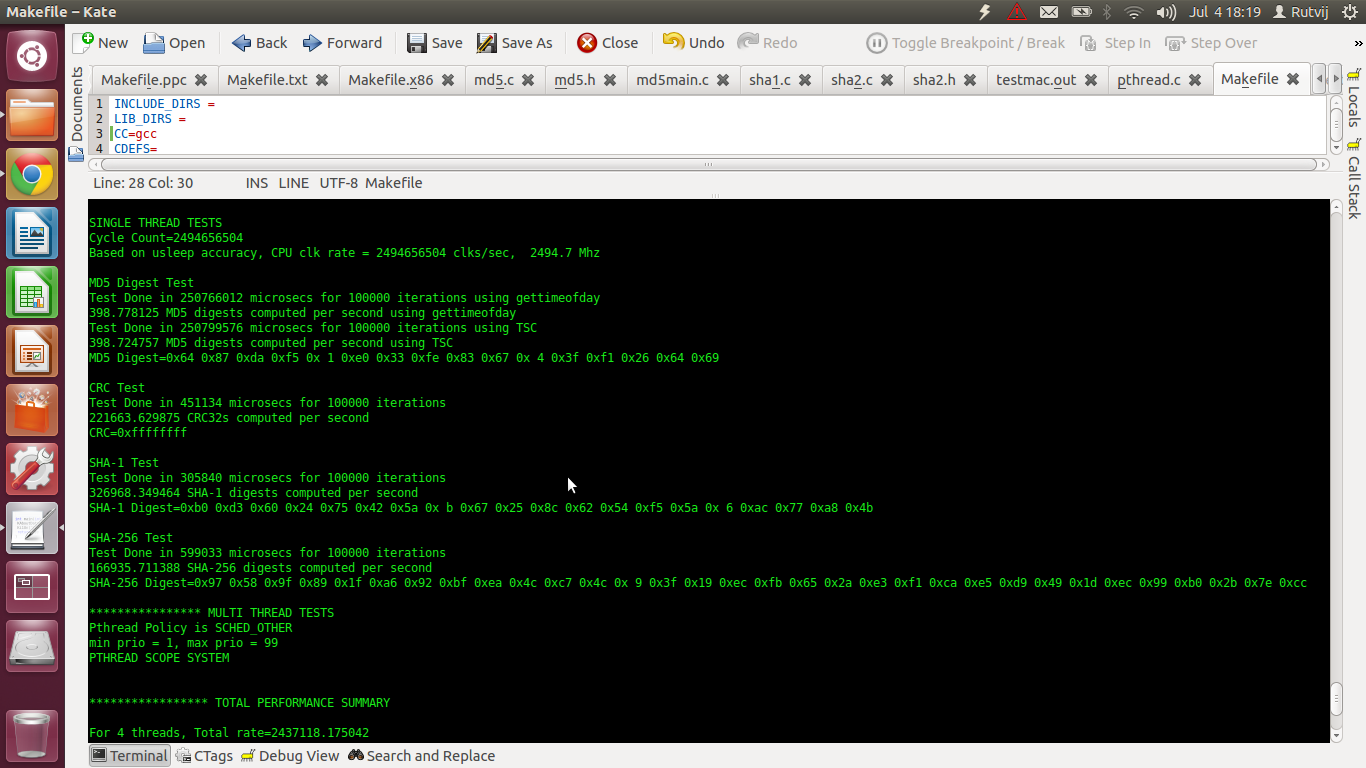 Makefile – Kate
Jul 4 18:19 Rutvij
New Open Back Forward Save Save As Close Undo Redo Toggle Breakpoint / Break Step In Step Over »
Documents
Makefile.ppc Makefile.txt Makefile.x86 md5.c md5.h md5main.c sha1.c sha2.c sha2.h testmac.out pthread.c Makefile
Locals
Call Stack
1 INCLUDE_DIRS =
2 LIB_DIRS =
3 CC=gcc
4 CDEFS=
Line: 28 Col: 30 INS LINE UTF-8 Makefile
SINGLE THREAD TESTS
Cycle Count=2494656504
Based on usleep accuracy, CPU clk rate = 2494656504 clks/sec,  2494.7 Mhz
MD5 Digest Test
Test Done in 250766012 microsecs for 100000 iterations using gettimeofday
398.778125 MD5 digests computed per second using gettimeofday
Test Done in 250799576 microsecs for 100000 iterations using TSC
398.724757 MD5 digests computed per second using TSC
MD5 Digest=0x64 0x87 0xda 0xf5 0x 1 0xe0 0x33 0xfe 0x83 0x67 0x 4 0x3f 0xf1 0x26 0x64 0x69
CRC Test
Test Done in 451134 microsecs for 100000 iterations
221663.629875 CRC32s computed per second
CRC=0xffffffff
SHA-1 Test
Test Done in 305840 microsecs for 100000 iterations
326968.349464 SHA-1 digests computed per second
SHA-1 Digest=0xb0 0xd3 0x60 0x24 0x75 0x42 0x5a 0x b 0x67 0x25 0x8c 0x62 0x54 0xf5 0x5a 0x 6 0xac 0x77 0xa8 0x4b
SHA-256 Test
Test Done in 599033 microsecs for 100000 iterations
166935.711388 SHA-256 digests computed per second
SHA-256 Digest=0x97 0x58 0x9f 0x89 0x1f 0xa6 0x92 0xbf 0xea 0x4c 0xc7 0x4c 0x 9 0x3f 0x19 0xec 0xfb 0x65 0x2a 0xe3 0xf1 0xca 0xe5 0xd9 0x49 0x1d 0xec 0x99 0xb0 0x2b 0x7e 0xcc
**************** MULTI THREAD TESTS
Pthread Policy is SCHED_OTHER
min prio = 1, max prio = 99
PTHREAD SCOPE SYSTEM
***************** TOTAL PERFORMANCE SUMMARY
For 4 threads, Total rate=2437118.175042
Terminal CTags Debug View Search and Replace